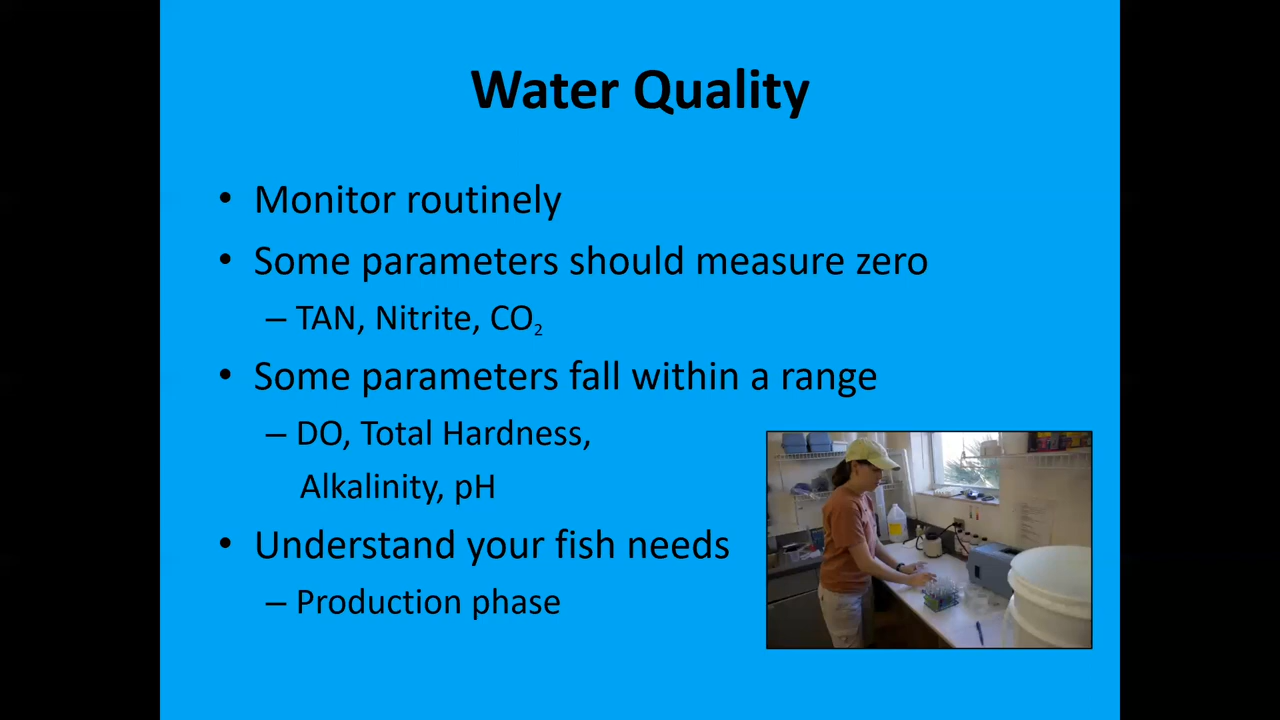 Water Quality
• Monitor routinely
• Some parameters should measure zero
– TAN, Nitrite, CO₂
• Some parameters fall within a range
– DO, Total Hardness,
Alkalinity, pH
• Understand your fish needs
– Production phase